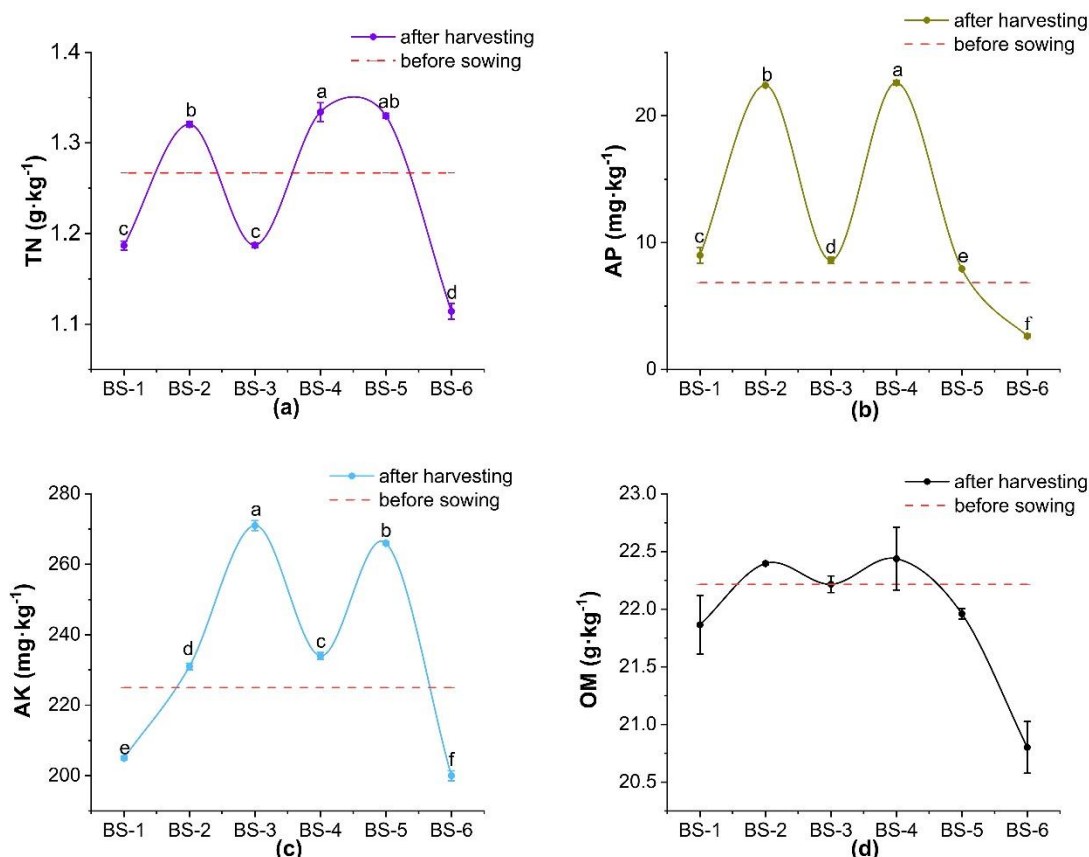 after harvesting
before sowing
1.4
1.3
1.2
1.1
TN (g·kg⁻¹)
c
b
c
a
ab
d
BS-1 BS-2 BS-3 BS-4 BS-5 BS-6
(a)
after harvesting
before sowing
20
10
0
AP (mg·kg⁻¹)
c
b
d
a
e
f
BS-1 BS-2 BS-3 BS-4 BS-5 BS-6
(b)
after harvesting
before sowing
280
260
240
220
200
AK (mg·kg⁻¹)
e
d
a
c
b
f
BS-1 BS-2 BS-3 BS-4 BS-5 BS-6
(c)
after harvesting
before sowing
23.0
22.5
22.0
21.5
21.0
20.5
OM (g·kg⁻¹)
BS-1 BS-2 BS-3 BS-4 BS-5 BS-6
(d)